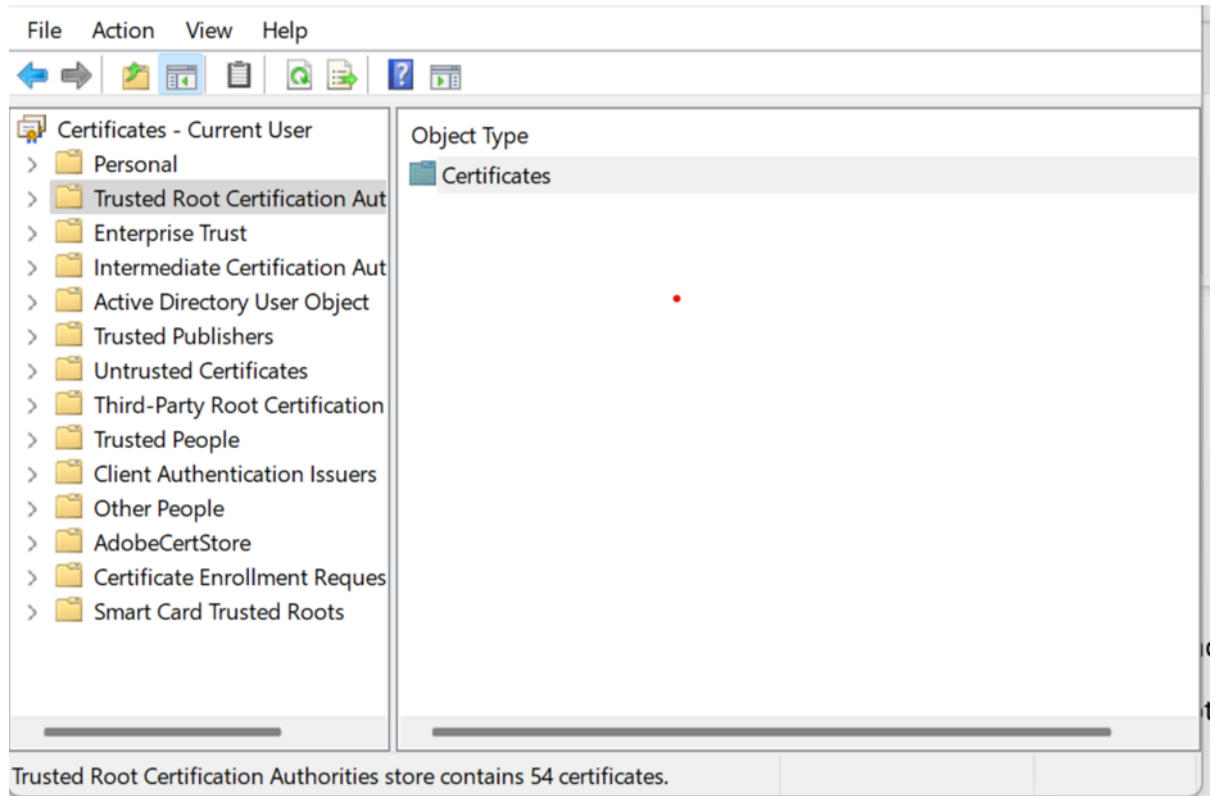 File Action View Help
Certificates - Current User
Personal
Trusted Root Certification Aut
Enterprise Trust
Intermediate Certification Aut
Active Directory User Object
Trusted Publishers
Untrusted Certificates
Third-Party Root Certification
Trusted People
Client Authentication Issuers
Other People
AdobeCertStore
Certificate Enrollment Reques
Smart Card Trusted Roots
Object Type
Certificates
Trusted Root Certification Authorities store contains 54 certificates.